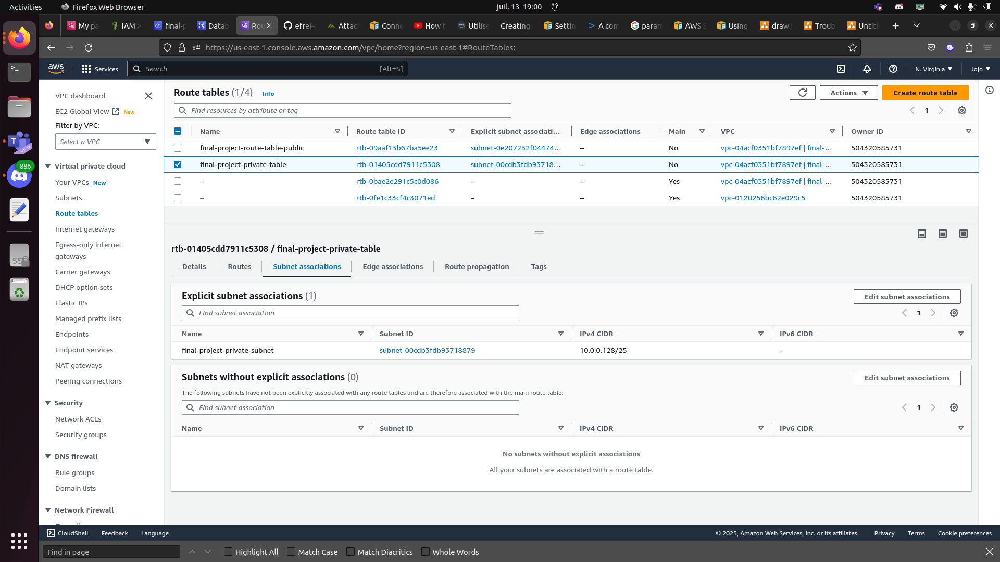 Activities Firefox Web Browser juil. 13 19:00
My pa IAM > final-p Datab Rou efrei- Attac Conne How t Utilise Creating Settin A com param AWS S Using draw.i Troub Untitl
https://us-east-1.console.aws.amazon.com/vpc/home?region=us-east-1#RouteTables:
aws Services Search [Alt+S] N. Virginia Jojo
VPC dashboard
EC2 Global View New
Filter by VPC:
Select a VPC
Virtual private cloud
Your VPCs New
Subnets
Route tables
Internet gateways
Egress-only internet
gateways
Carrier gateways
DHCP option sets
Elastic IPs
Managed prefix lists
Endpoints
Endpoint services
NAT gateways
Peering connections
Security
Network ACLs
Security groups
DNS firewall
Rule groups
Domain lists
Network Firewall
886
Route tables (1/4) Info
Actions Create route table
Find resources by attribute or tag 1
Name Route table ID Explicit subnet associati... Edge associations Main VPC Owner ID
final-project-route-table-public rtb-09aaf13b67ba5ee23 subnet-0e207232f04474... – No vpc-04acf0351bf7897ef | final-... 504320585731
final-project-private-table rtb-01405cdd7911c5308 subnet-00cdb3fdb93718... – No vpc-04acf0351bf7897ef | final-... 504320585731
– rtb-0bae2e291c5c0d086 – – Yes vpc-04acf0351bf7897ef | final-... 504320585731
– rtb-0fe1c33cf4c3071ed – – Yes vpc-0120256bc62e029c5 504320585731
rtb-01405cdd7911c5308 / final-project-private-table
Details Routes Subnet associations Edge associations Route propagation Tags
Explicit subnet associations (1) Edit subnet associations
Find subnet association 1
Name Subnet ID IPv4 CIDR IPv6 CIDR
final-project-private-subnet subnet-00cdb3fdb93718879 10.0.0.128/25 –
Subnets without explicit associations (0) Edit subnet associations
The following subnets have not been explicitly associated with any route tables and are therefore associated with the main route table:
Find subnet association 1
Name Subnet ID IPv4 CIDR IPv6 CIDR
No subnets without explicit associations
All your subnets are associated with a route table.
CloudShell Feedback Language © 2023, Amazon Web Services, Inc. or its affiliates. Privacy Terms Cookie preferences
Find in page Highlight All Match Case Match Diacritics Whole Words